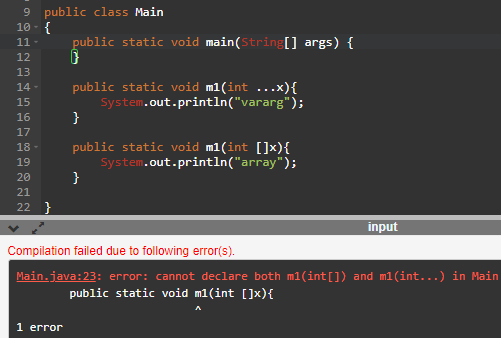 9 public class Main
10 {
11 public static void main(String[] args) {
12 }
13
14 public static void m1(int ...x){
15 System.out.println("vararg");
16 }
17
18 public static void m1(int []x){
19 System.out.println("array");
20 }
21
22 }
input
Compilation failed due to following error(s).
Main.java:23: error: cannot declare both m1(int[]) and m1(int...) in Main
public static void m1(int []x){
^
1 error